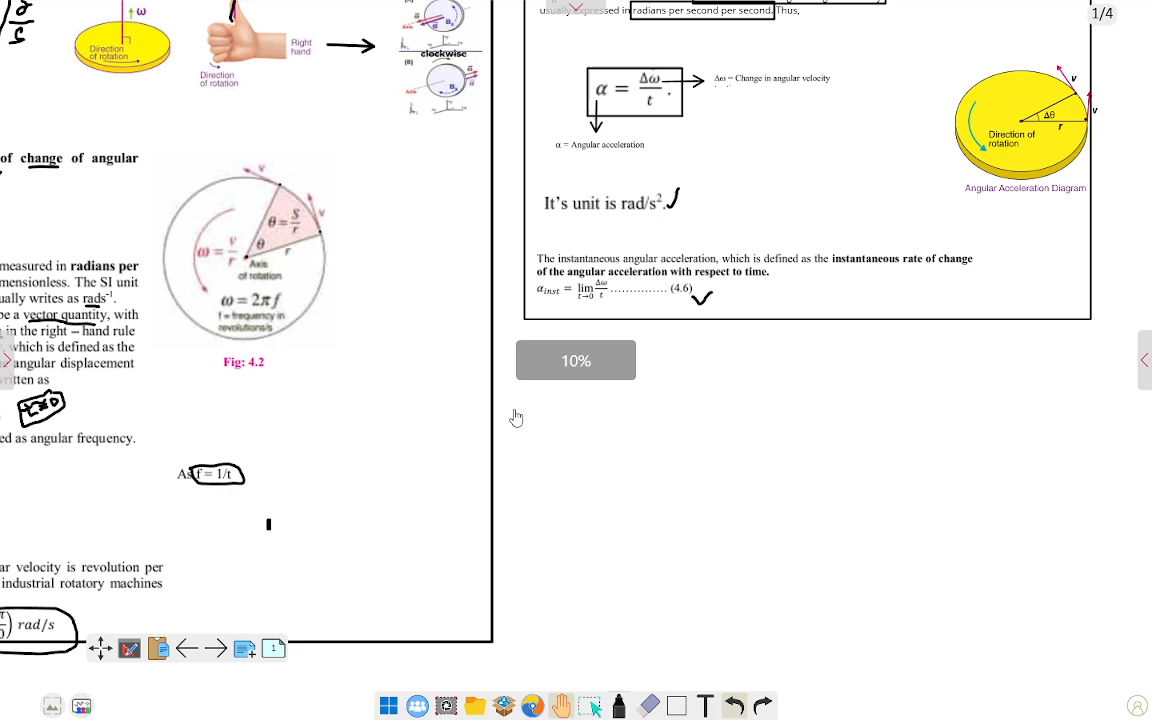 usually expressed in radians per second per second. Thus,
1/4
ω
Direction
of rotation
Right
hand
Direction
of rotation
clockwise
α = Δω/t .
Δω = Change in angular velocity
α = Angular acceleration
It's unit is rad/s².
v
v
Δθ
r
Direction of
rotation
Angular Acceleration Diagram
The instantaneous angular acceleration, which is defined as the instantaneous rate of change
of the angular acceleration with respect to time.
αinst = lim t→0 Δω/t …………… (4.6)
10%
of change of angular
v
v
θ = S/r
θ
r
ω = v/r
Axis
of rotation
ω = 2π f
f = frequency in
revolutions/s
Fig: 4.2
measured in radians per
mensionless. The SI unit
ually writes as rads⁻¹.
be a vector quantity, with
in the right – hand rule
, which is defined as the
angular displacement
ritten as
t→0
ed as angular frequency.
As f = 1/t
ar velocity is revolution per
industrial rotatory machines
rad/s
1